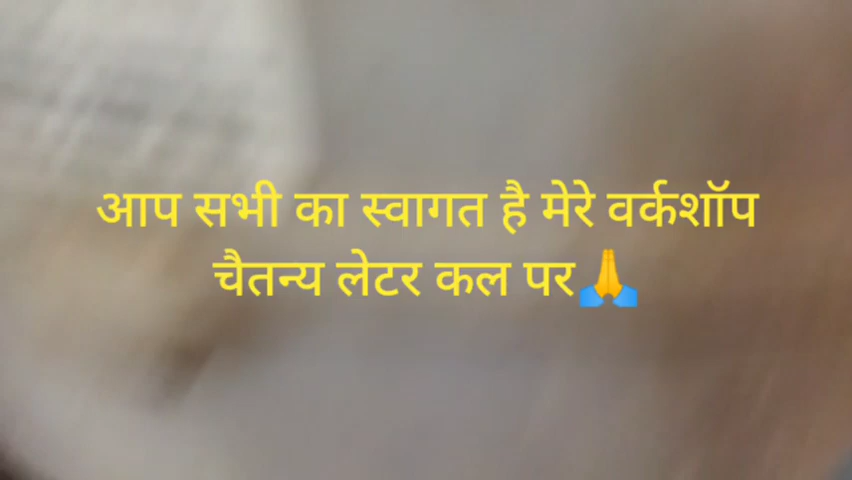 आप सभी का स्वागत है मेरे वर्कशॉप
चैतन्य लेटर कल पर🙏